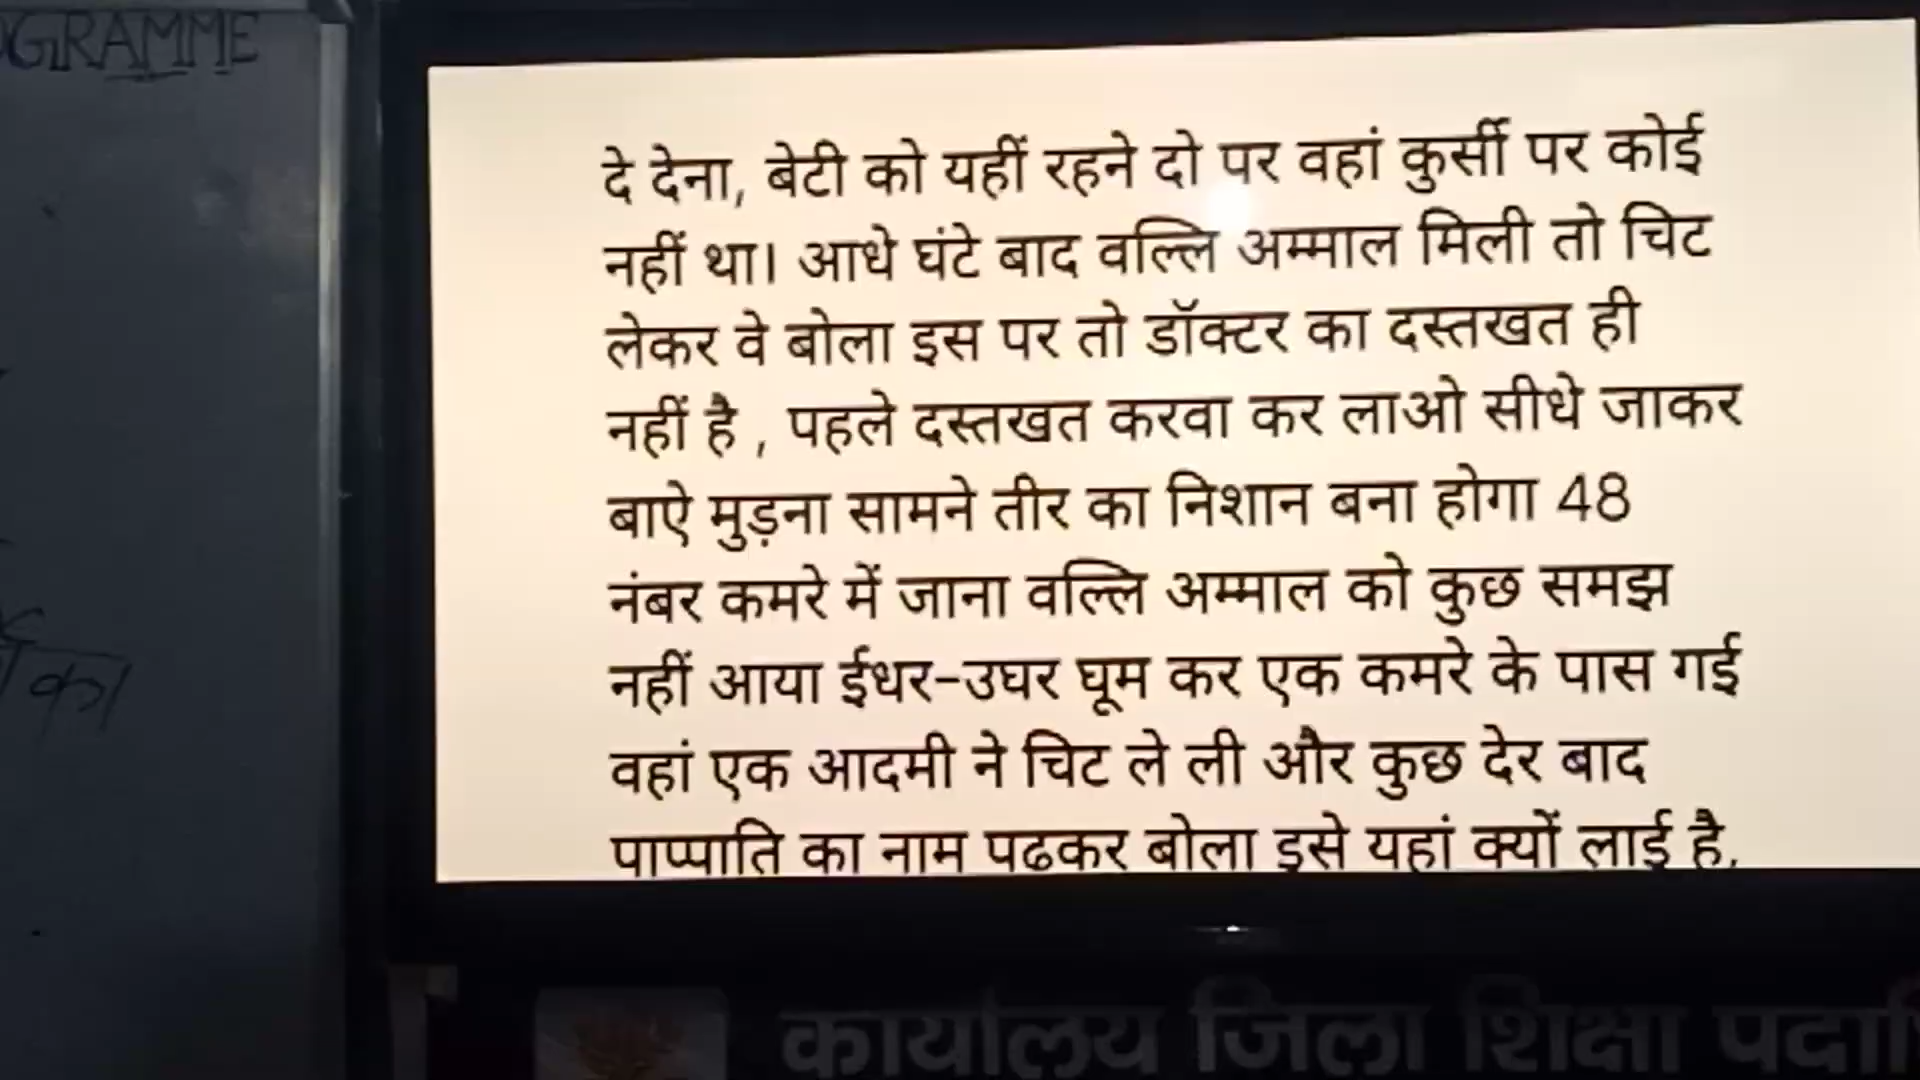 OGRAMME
दे देना, बेटी को यहीं रहने दो पर वहां कुर्सी पर कोई
नहीं था। आधे घंटे बाद वल्लि अम्माल मिली तो चिट
लेकर वे बोला इस पर तो डॉक्टर का दस्तखत ही
नहीं है , पहले दस्तखत करवा कर लाओ सीधे जाकर
बाऐ मुड़ना सामने तीर का निशान बना होगा 48
नंबर कमरे में जाना वल्लि अम्माल को कुछ समझ
नहीं आया ईधर-उघर घूम कर एक कमरे के पास गई
वहां एक आदमी ने चिट ले ली और कुछ देर बाद
पाप्पाति का नाम पढकर बोला इसे यहां क्यों लाई है,
का
कार्यालय जिला शिक्षा